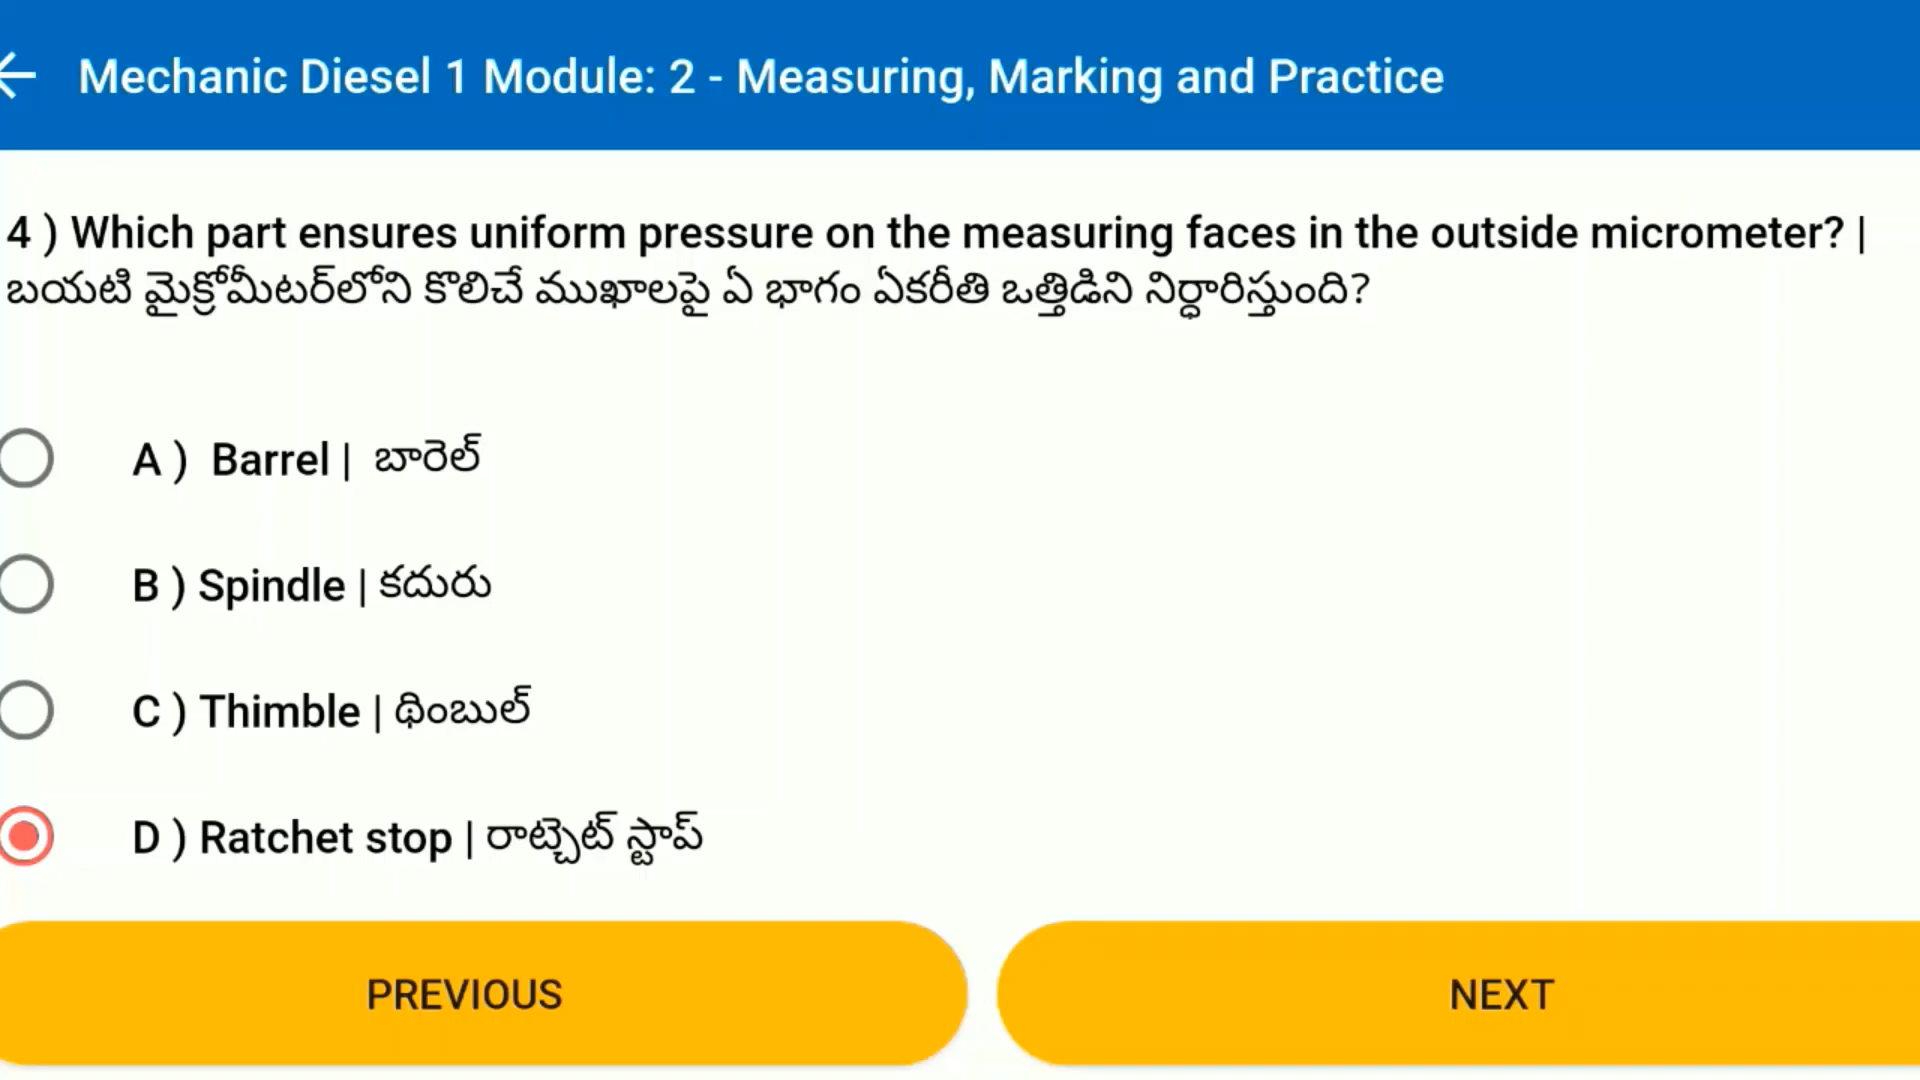 Mechanic Diesel 1 Module: 2 - Measuring, Marking and Practice
4 ) Which part ensures uniform pressure on the measuring faces in the outside micrometer? |
బయటి మైక్రోమీటర్‌లోని కొలిచే ముఖాలపై ఏ భాగం ఏకరీతి ఒత్తిడిని నిర్ధారిస్తుంది?
A ) Barrel | బారెల్
B ) Spindle | కదురు
C ) Thimble | థింబుల్
D ) Ratchet stop | రాట్చెట్ స్టాప్
PREVIOUS
NEXT